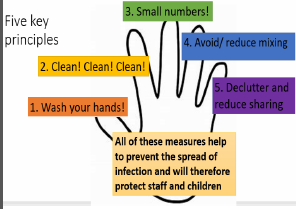 Five key
principles
3. Small numbers!
4. Avoid/ reduce mixing
2. Clean! Clean! Clean!
5. Declutter and
reduce sharing
1. Wash your hands!
All of these measures help
to prevent the spread of
infection and will therefore
protect staff and children